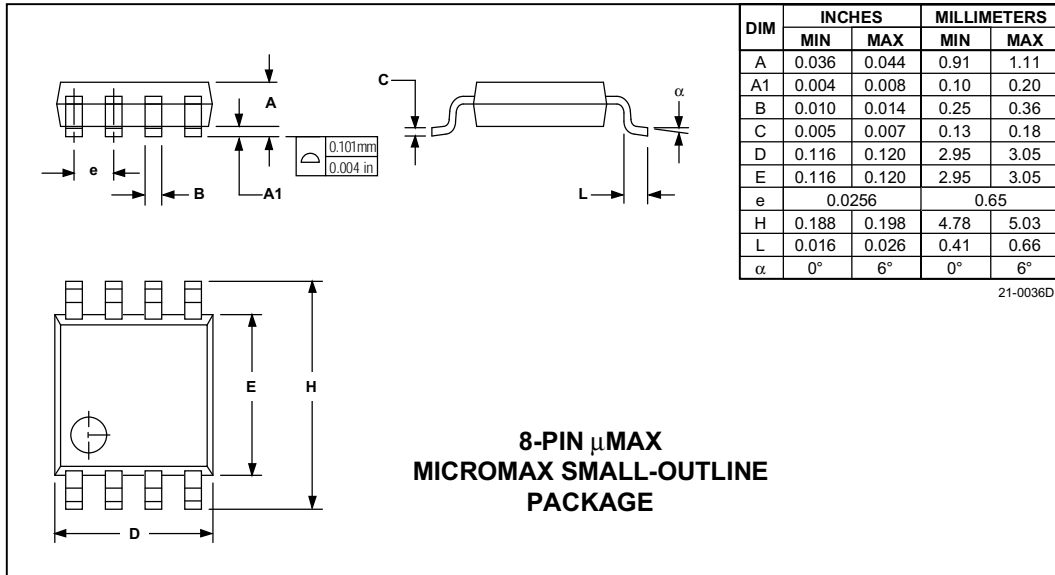 DIM INCHES MILLIMETERS
MIN MAX MIN MAX
A 0.036 0.044 0.91 1.11
A1 0.004 0.008 0.10 0.20
B 0.010 0.014 0.25 0.36
C 0.005 0.007 0.13 0.18
D 0.116 0.120 2.95 3.05
E 0.116 0.120 2.95 3.05
e 0.0256 0.65
H 0.188 0.198 4.78 5.03
L 0.016 0.026 0.41 0.66
α 0° 6° 0° 6°
21-0036D
A
e
B
A1
0.101mm
0.004 in
C
α
L
E
H
D
8-PIN μMAX
MICROMAX SMALL-OUTLINE
PACKAGE